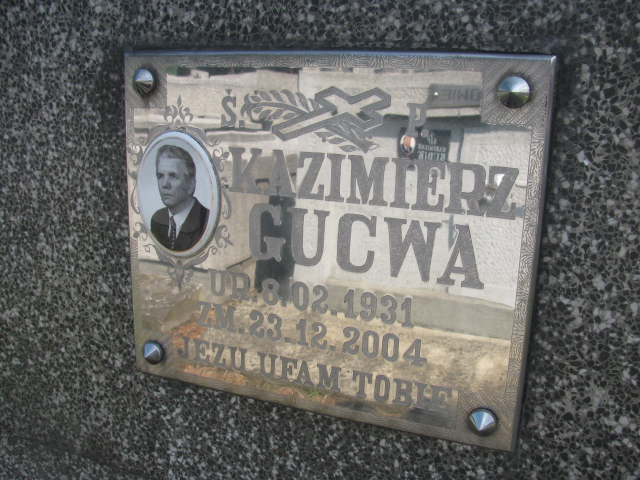 Ś. P.
KAZIMIERZ
GUCWA
UR. 8.02.1931
ZM. 23.12.2004
JEZU UFAM TOBIE